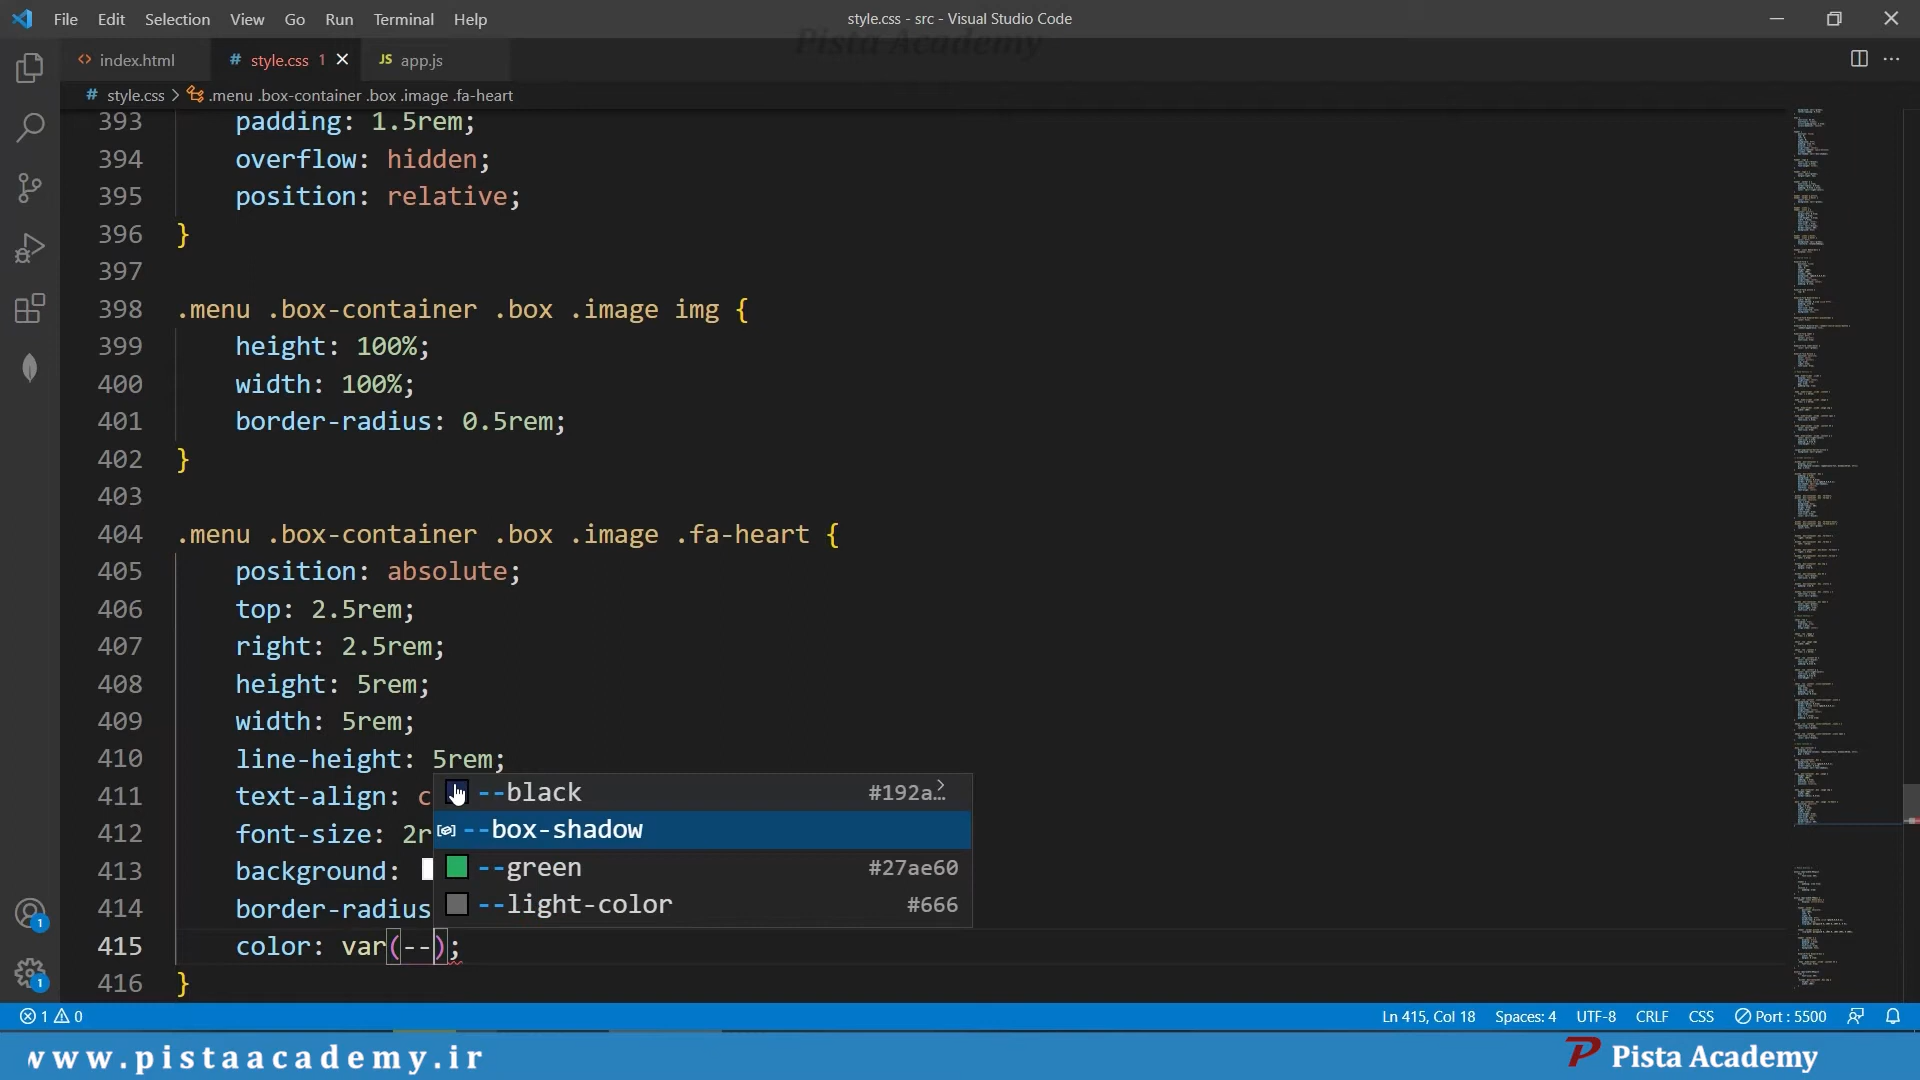 File Edit Selection View Go Run Terminal Help
style.css - src - Visual Studio Code
Pista Academy
<> index.html
# style.css 1
JS app.js
# style.css > .menu .box-container .box .image .fa-heart
393 padding: 1.5rem;
394 overflow: hidden;
395 position: relative;
396 }
397
398 .menu .box-container .box .image img {
399 height: 100%;
400 width: 100%;
401 border-radius: 0.5rem;
402 }
403
404 .menu .box-container .box .image .fa-heart {
405 position: absolute;
406 top: 2.5rem;
407 right: 2.5rem;
408 height: 5rem;
409 width: 5rem;
410 line-height: 5rem;
411 text-align: c
--black #192a…
412 font-size: 2r
--box-shadow
413 background:
--green #27ae60
414 border-radius
--light-color #666
415 color: var(--);
416 }
1
1
1 0
Ln 415, Col 18 Spaces: 4 UTF-8 CRLF CSS Port : 5500
www.pistaacademy.ir
P Pista Academy